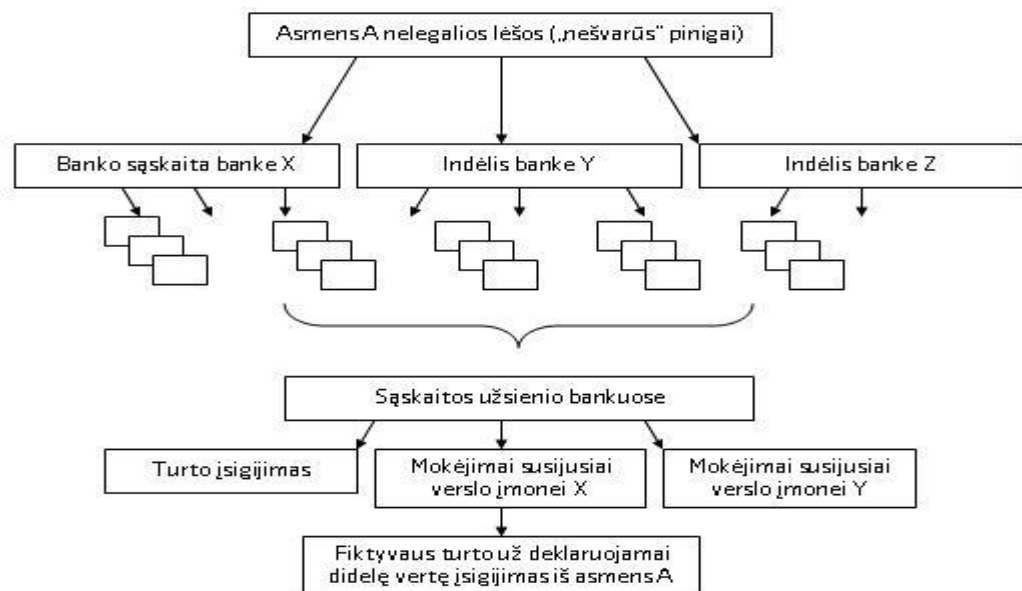 Asmens A nelegalios lėšos („nešvarūs" pinigai)
Banko sąskaita banke X
Indėlis banke Y
Indėlis banke Z
Sąskaitos užsienio bankuose
Turto įsigijimas
Mokėjimai susijusiai
verslo įmonei X
Mokėjimai susijusiai
verslo įmonei Y
Fiktyvaus turto už deklaruojamai
didelę vertę įsigijimas iš asmens A